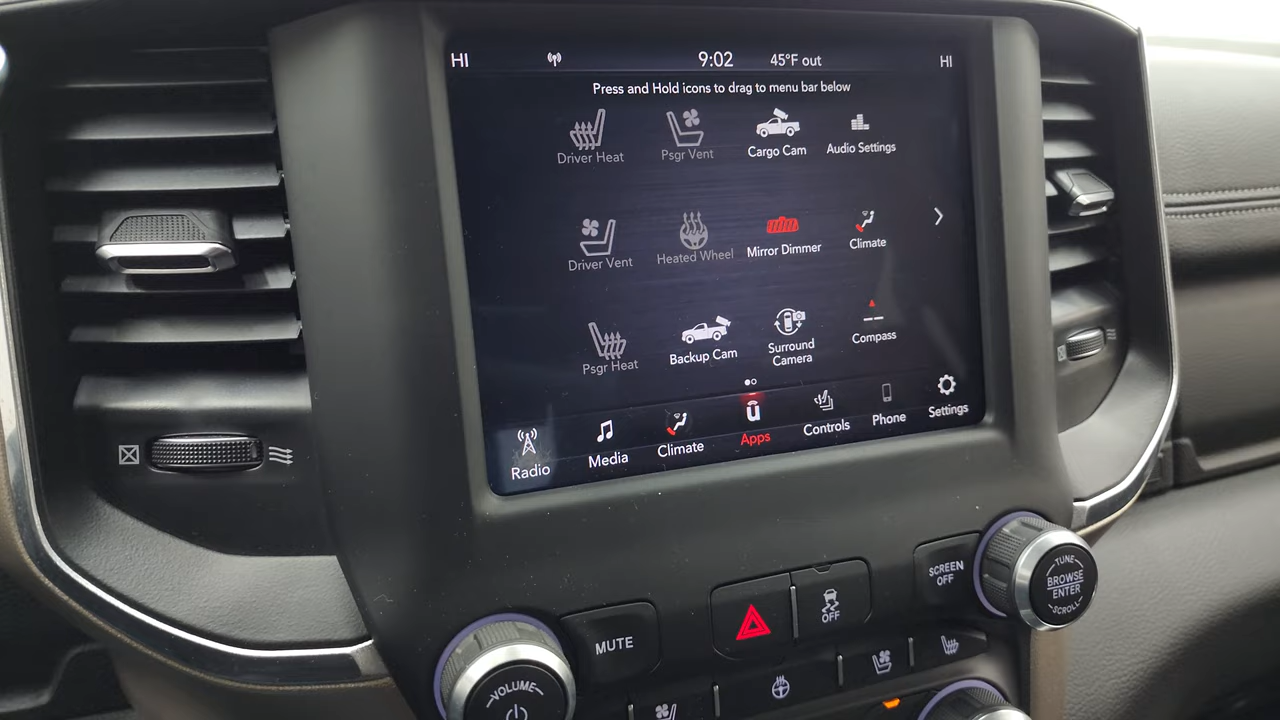 HI 9:02 45°F out HI
Press and Hold icons to drag to menu bar below
Driver Heat Psgr Vent Cargo Cam Audio Settings
Driver Vent Heated Wheel Mirror Dimmer Climate
Psgr Heat Backup Cam Surround Camera Compass
Radio Media Climate Apps Controls Phone Settings
SCREEN OFF
TUNE
BROWSE
ENTER
SCROLL
MUTE
OFF
VOLUME